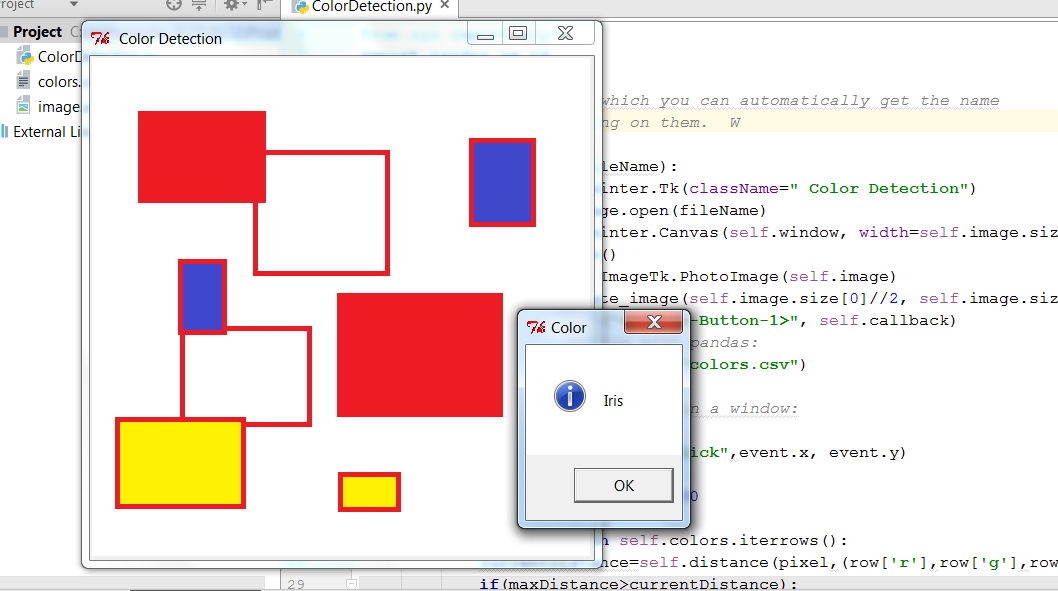 roject
ColorDetection.py
Project
Color Detection
ColorD
colors.
image
External Li
which you can automatically get the name
ng on them.  W
leName):
inter.Tk(className=" Color Detection")
ge.open(fileName)
inter.Canvas(self.window, width=self.image.siz
()
ImageTk.PhotoImage(self.image)
te_image(self.image.size[0]//2, self.image.siz
-Button-1>", self.callback)
pandas:
colors.csv")
n a window:
ick",event.x, event.y)
0
n self.colors.iterrows():
nce=self.distance(pixel,(row['r'],row['g'],row
29
if(maxDistance>currentDistance):
Color
Iris
OK